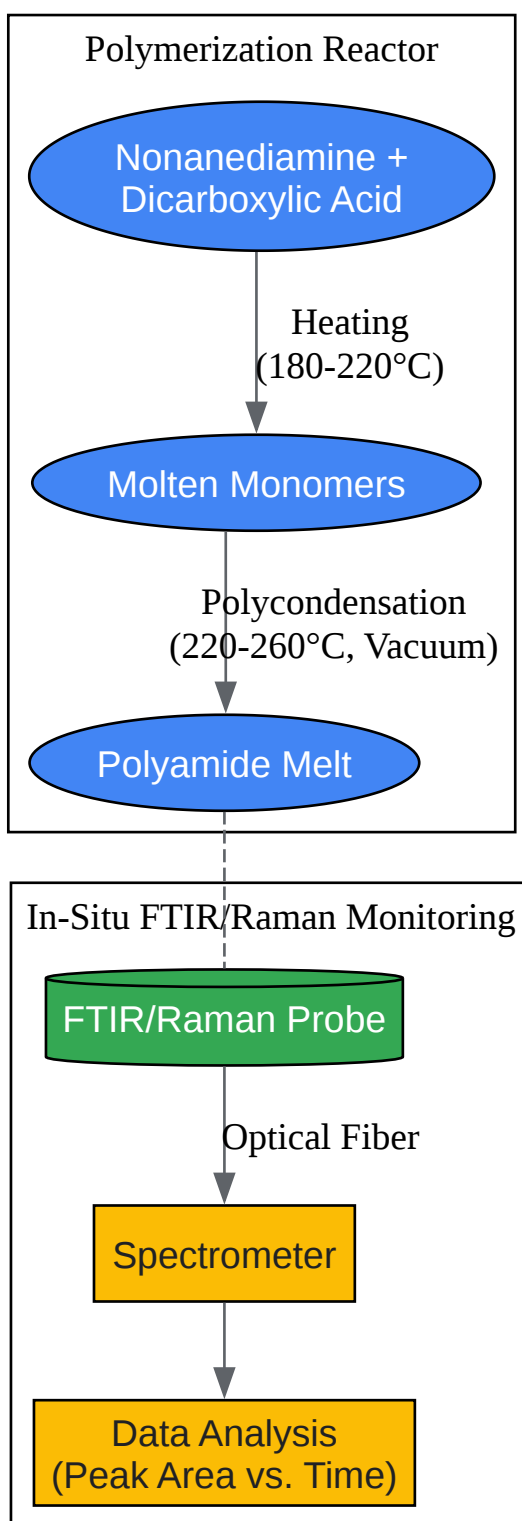 Polymerization Reactor
Nonanediamine +
Dicarboxylic Acid
Heating
(180-220°C)
Molten Monomers
Polycondensation
(220-260°C, Vacuum)
Polyamide Melt
In-Situ FTIR/Raman Monitoring
FTIR/Raman Probe
Optical Fiber
Spectrometer
Data Analysis
(Peak Area vs. Time)